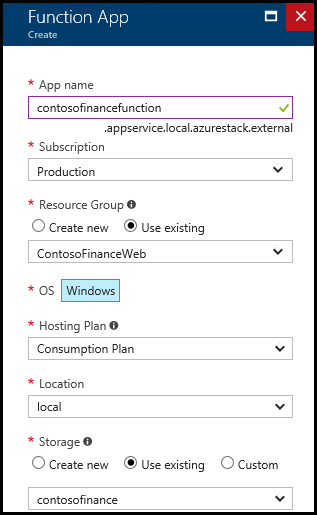 Function App
Create
* App name
contosofinancefunction
.appservice.local.azurestack.external
* Subscription
Production
* Resource Group
Create new Use existing
ContosoFinanceWeb
* OS Windows
* Hosting Plan
Consumption Plan
* Location
local
* Storage
Create new Use existing Custom
contosofinance